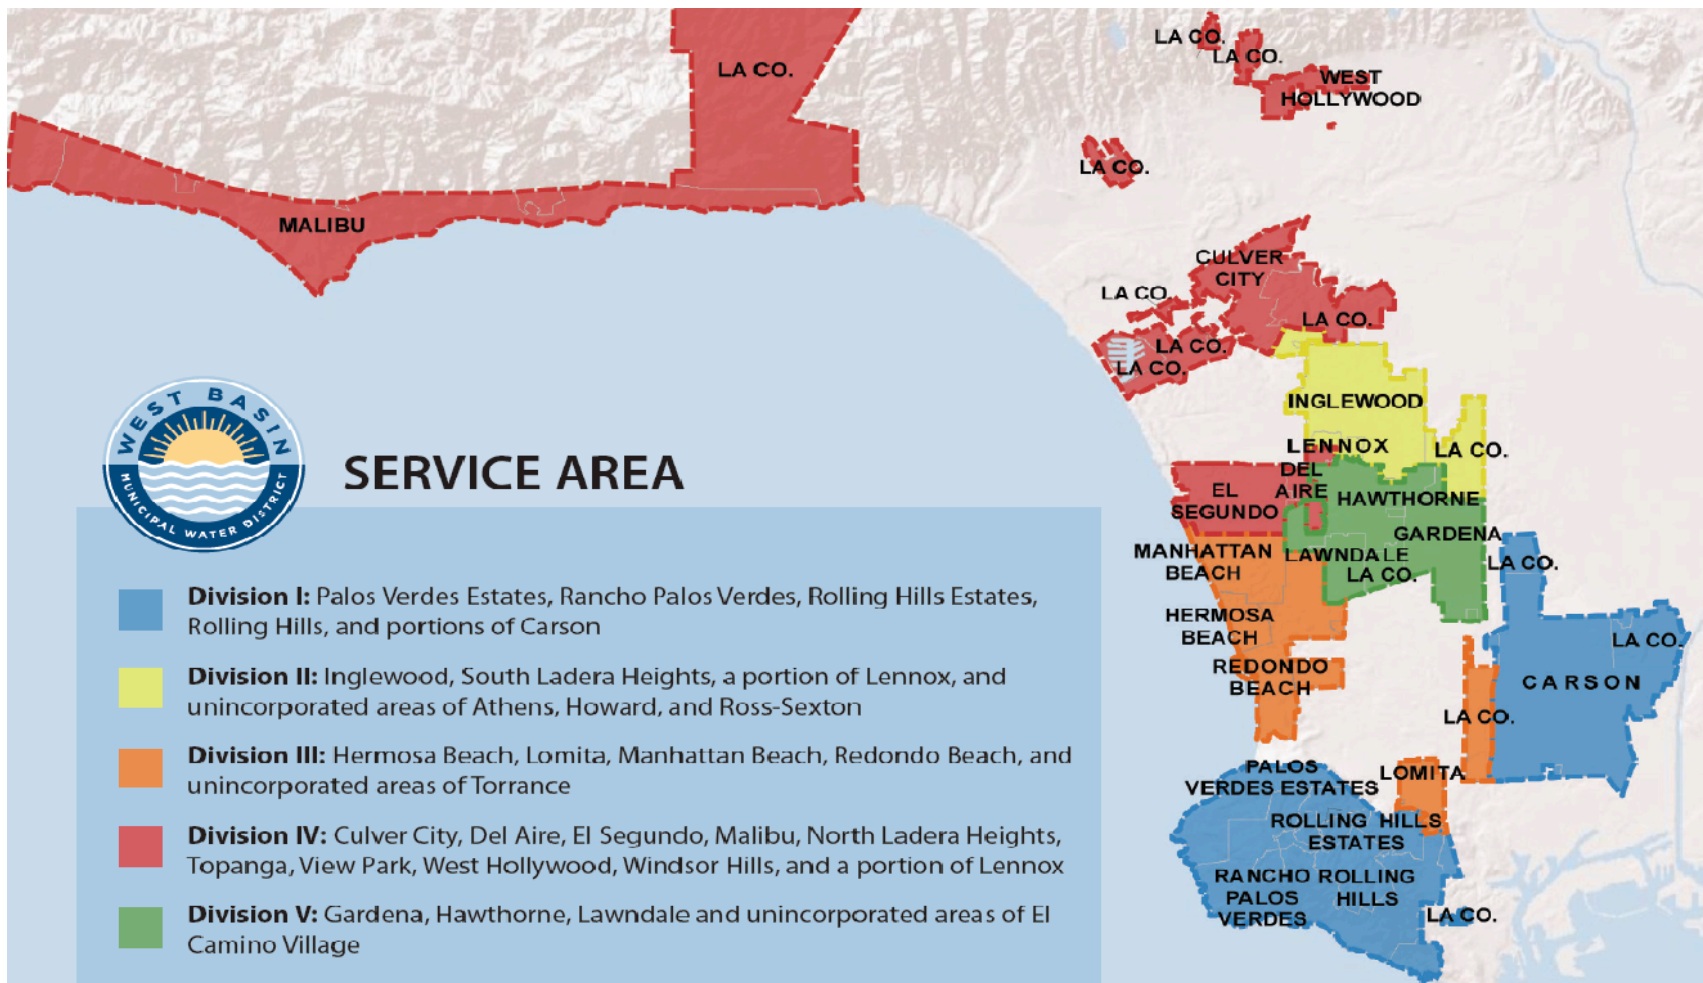 LA CO.
LA CO.
LA CO.
WEST
HOLLYWOOD
LA CO.
MALIBU
CULVER
CITY
LA CO.
LA CO.
LA CO.
LA CO.
INGLEWOOD
LENNOX
LA CO.
DEL
AIRE
EL
SEGUNDO
HAWTHORNE
GARDENA
MANHATTAN
BEACH
LAWNDALE
LA CO.
LA CO.
HERMOSA
BEACH
LA CO.
REDONDO
BEACH
CARSON
LA CO.
PALOS
VERDES ESTATES
LOMITA
ROLLING HILLS
ESTATES
RANCHO
PALOS
VERDES
ROLLING
HILLS
LA CO.
WEST BASIN
MUNICIPAL WATER DISTRICT
SERVICE AREA
Division I: Palos Verdes Estates, Rancho Palos Verdes, Rolling Hills Estates,
Rolling Hills, and portions of Carson
Division II: Inglewood, South Ladera Heights, a portion of Lennox, and
unincorporated areas of Athens, Howard, and Ross-Sexton
Division III: Hermosa Beach, Lomita, Manhattan Beach, Redondo Beach, and
unincorporated areas of Torrance
Division IV: Culver City, Del Aire, El Segundo, Malibu, North Ladera Heights,
Topanga, View Park, West Hollywood, Windsor Hills, and a portion of Lennox
Division V: Gardena, Hawthorne, Lawndale and unincorporated areas of El
Camino Village